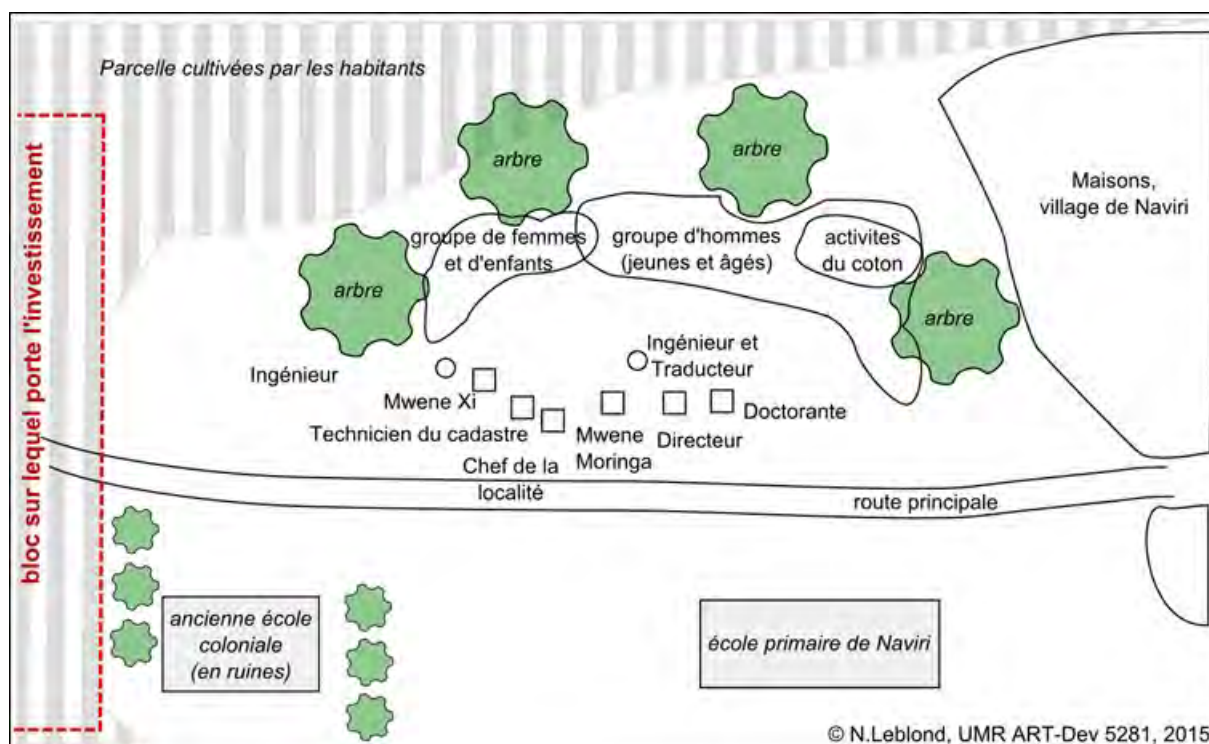 Parcelle cultivées par les habitants
bloc sur lequel porte l'investissement
arbre
arbre
Maisons,
village de Naviri
groupe de femmes
et d'enfants
groupe d'hommes
(jeunes et âgés)
activites
du coton
arbre
arbre
Ingénieur
Ingénieur et
Traducteur
Mwene Xi
Technicien du cadastre
Chef de la
localité
Mwene
Moringa
Directeur
Doctorante
route principale
ancienne école
coloniale
(en ruines)
école primaire de Naviri
© N.Leblond, UMR ART-Dev 5281, 2015